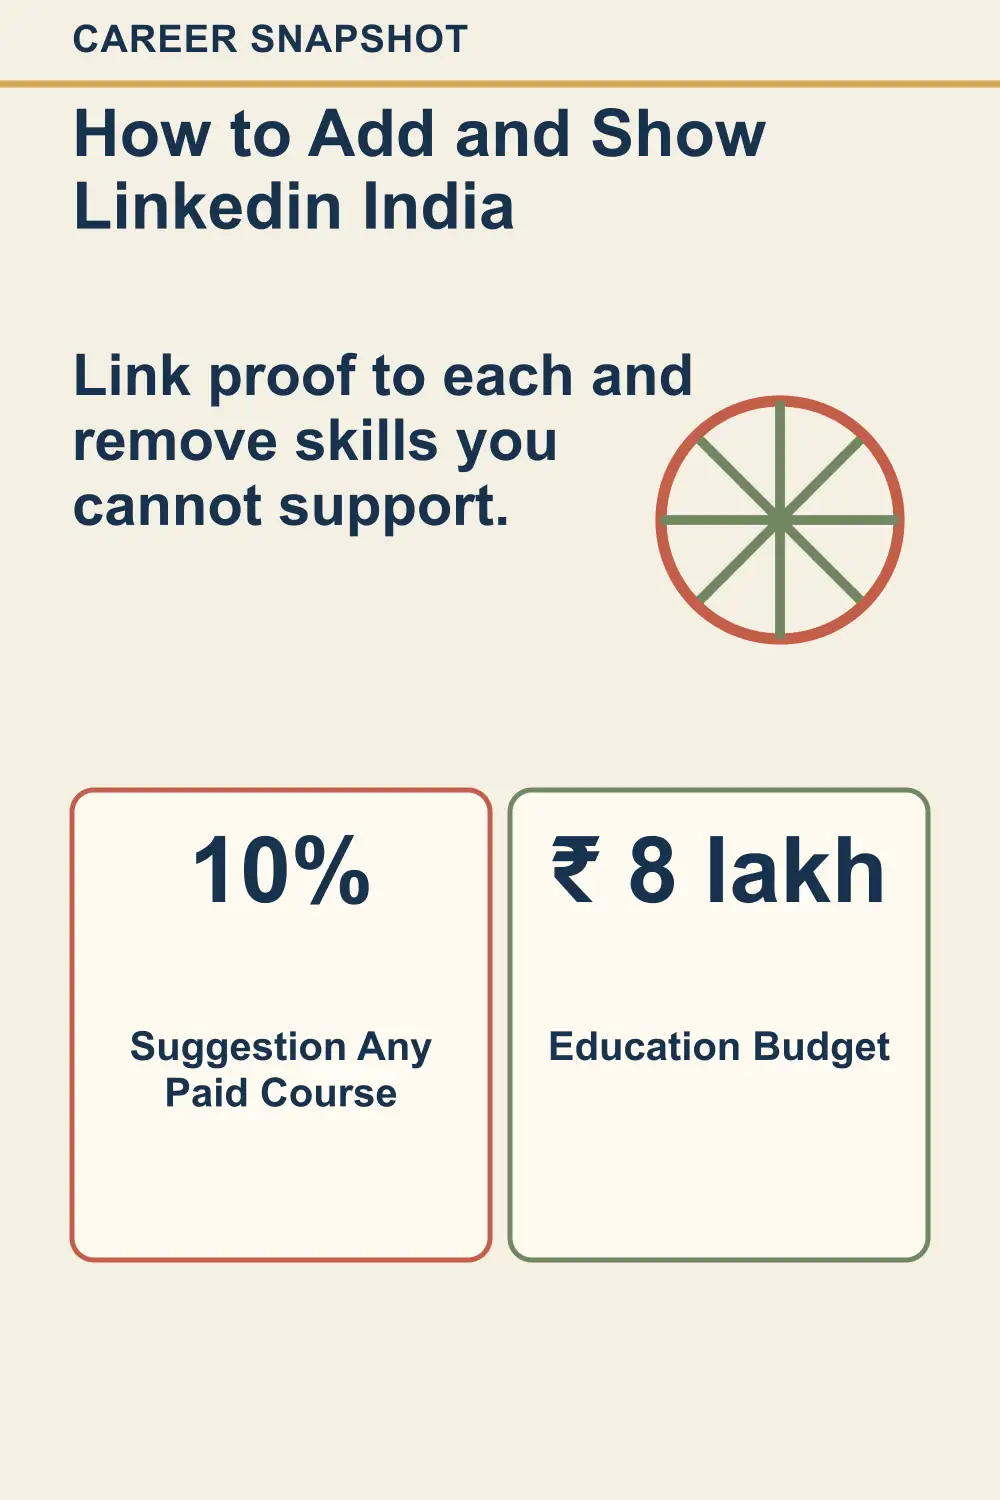 CAREER SNAPSHOT
How to Add and Show
Linkedin India
Link proof to each and
remove skills you
cannot support.
10%
Suggestion Any
Paid Course
₹ 8 lakh
Education Budget